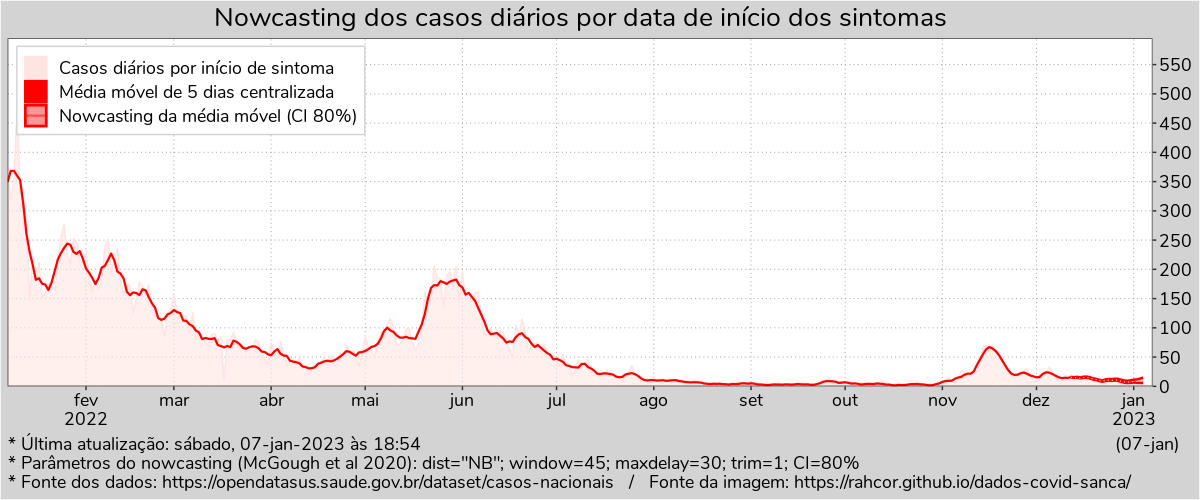 Nowcasting dos casos diários por data de início dos sintomas
Casos diários por início de sintoma
Média móvel de 5 dias centralizada
Nowcasting da média móvel (CI 80%)
550
500
450
400
350
300
250
200
150
100
50
0
fev mar abr mai jun jul ago set out nov dez jan
2022 2023
* Última atualização: sábado, 07-jan-2023 às 18:54 (07-jan)
* Parâmetros do nowcasting (McGough et al 2020): dist="NB"; window=45; maxdelay=30; trim=1; CI=80%
* Fonte dos dados: https://opendatasus.saude.gov.br/dataset/casos-nacionais / Fonte da imagem: https://rahcor.github.io/dados-covid-sanca/